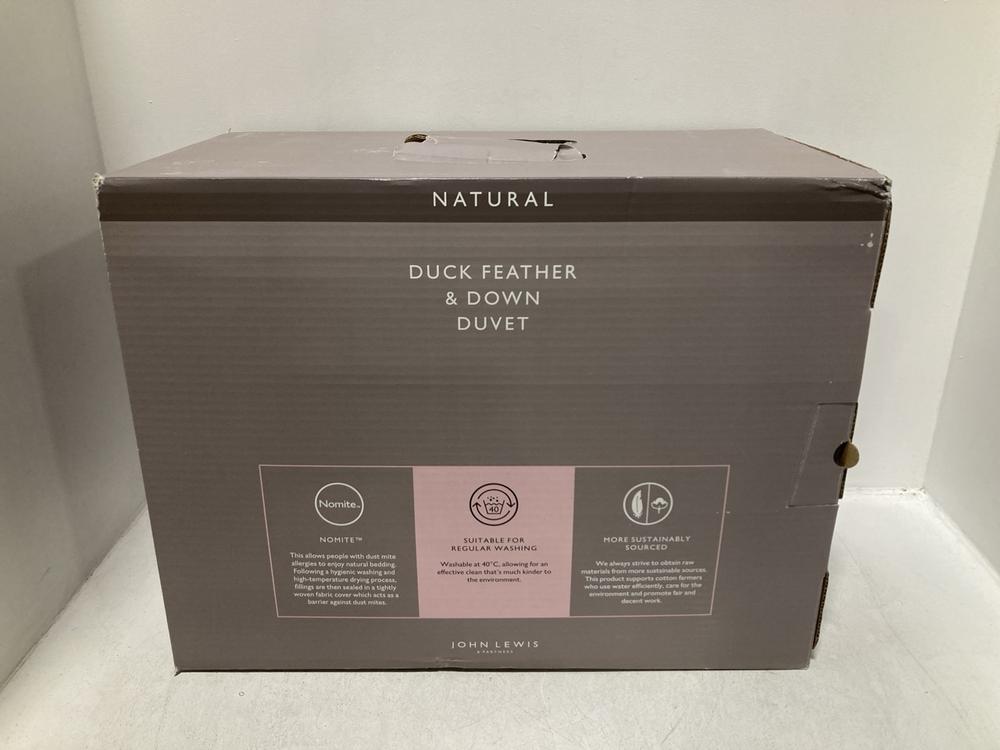 NATURAL
DUCK FEATHER
& DOWN
DUVET
Nomite™
NOMITE™
This allows people with dust mite
allergies to enjoy natural bedding.
Following a hygienic washing and
high-temperature drying process,
fillings are then sealed in a tightly
woven fabric cover which acts as a
barrier against dust mites.
40
SUITABLE FOR
REGULAR WASHING
Washable at 40°C, allowing for an
effective clean that's much kinder to
the environment.
MORE SUSTAINABLY
SOURCED
We always strive to obtain raw
materials from more sustainable sources.
This product supports cotton farmers
who use water efficiently, care for the
environment and promote fair and
decent work.
JOHN LEWIS
& PARTNERS